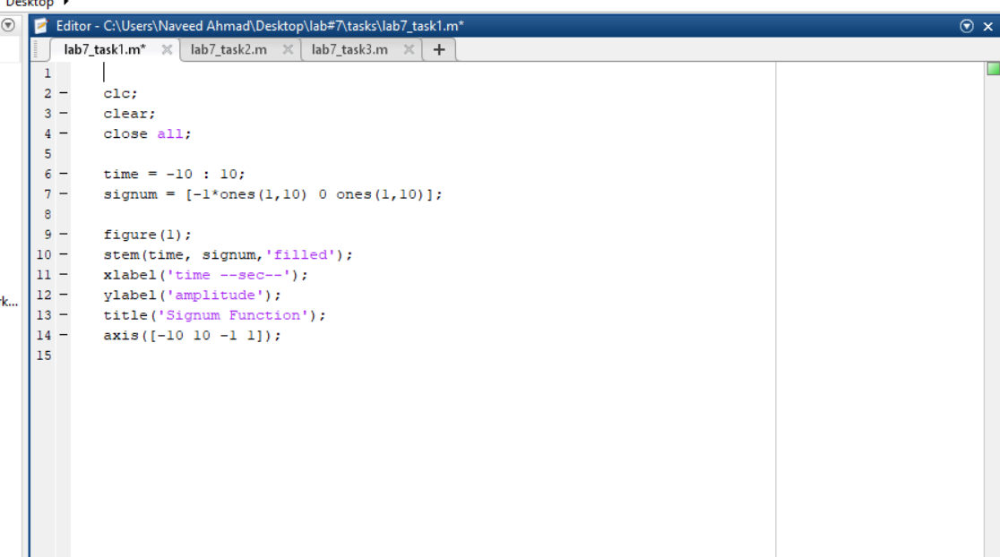 Desktop
Editor - C:\Users\Naveed Ahmad\Desktop\lab#7\tasks\lab7_task1.m*
lab7_task1.m* lab7_task2.m lab7_task3.m +
1
2 - clc;
3 - clear;
4 - close all;
5
6 - time = -10 : 10;
7 - signum = [-1*ones(1,10) 0 ones(1,10)];
8
9 - figure(1);
10 - stem(time, signum,'filled');
11 - xlabel('time --sec--');
12 - ylabel('amplitude');
13 - title('Signum Function');
14 - axis([-10 10 -1 1]);
15